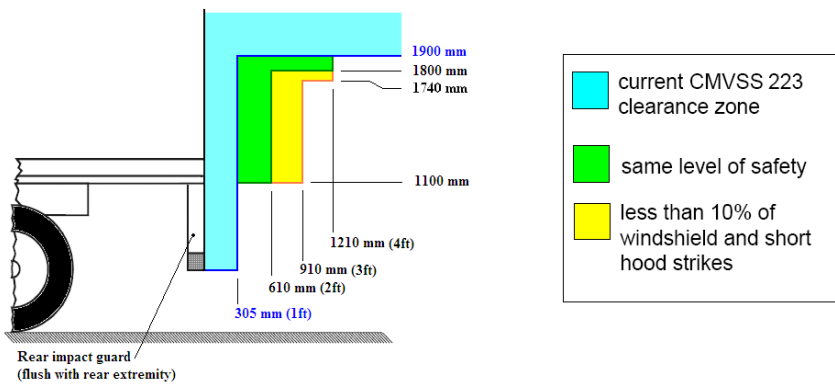 1900 mm
1800 mm
1740 mm
1100 mm
1210 mm (4ft)
910 mm (3ft)
610 mm (2ft)
305 mm (1ft)
Rear impact guard
(flush with rear extremity)
current CMVSS 223
clearance zone
same level of safety
less than 10% of
windshield and short
hood strikes